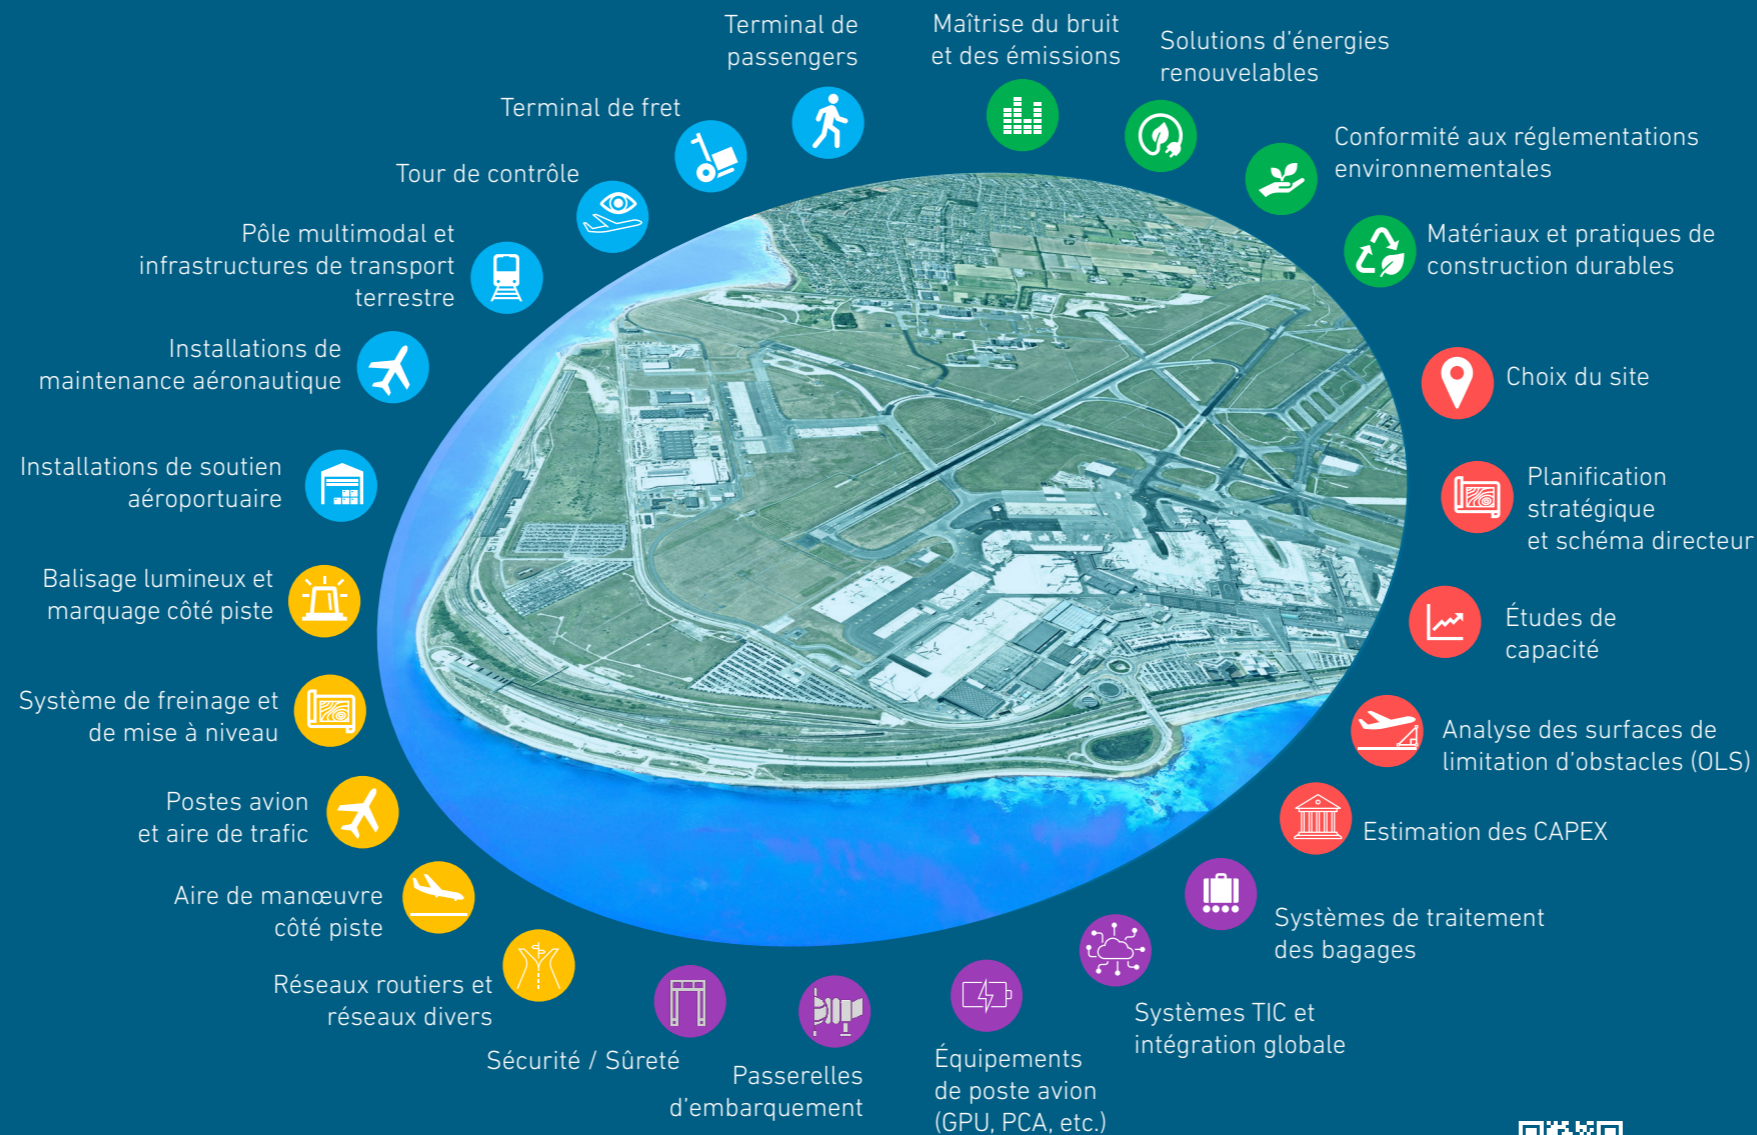 Terminal de
passengers
Maîtrise du bruit
et des émissions
Solutions d'énergies
renouvelables
Terminal de fret
Conformité aux réglementations
environnementales
Tour de contrôle
Matériaux et pratiques de
construction durables
Pôle multimodal et
infrastructures de transport
terrestre
Installations de
maintenance aéronautique
Choix du site
Installations de soutien
aéroportuaire
Planification
stratégique
et schéma directeur
Balisage lumineux et
marquage côté piste
Études de
capacité
Système de freinage et
de mise à niveau
Analyse des surfaces de
limitation d'obstacles (OLS)
Postes avion
et aire de trafic
Estimation des CAPEX
Aire de manœuvre
côté piste
Systèmes de traitement
des bagages
Réseaux routiers et
réseaux divers
Systèmes TIC et
intégration globale
Sécurité / Sûreté
Passerelles
d'embarquement
Équipements
de poste avion
(GPU, PCA, etc.)